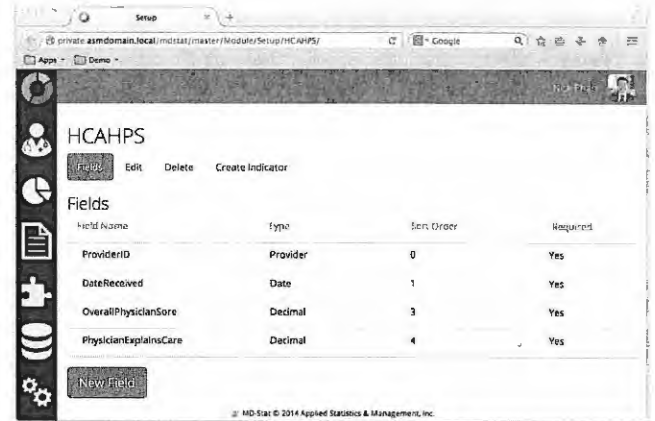 Setup
private.asmdomain.local/mdstat/master/Module/Setup/HCAHPS/
Google
Apps
Demo
HCAHPS
Fields Edit Delete Create Indicator
Fields
Field Name Type Sort Order Required
ProviderID Provider 0 Yes
DateReceived Date 1 Yes
OverallPhysicianSore Decimal 3 Yes
PhysicianExplainsCare Decimal 4 Yes
New Field
MD-Stat © 2014 Applied Statistics & Management, Inc.